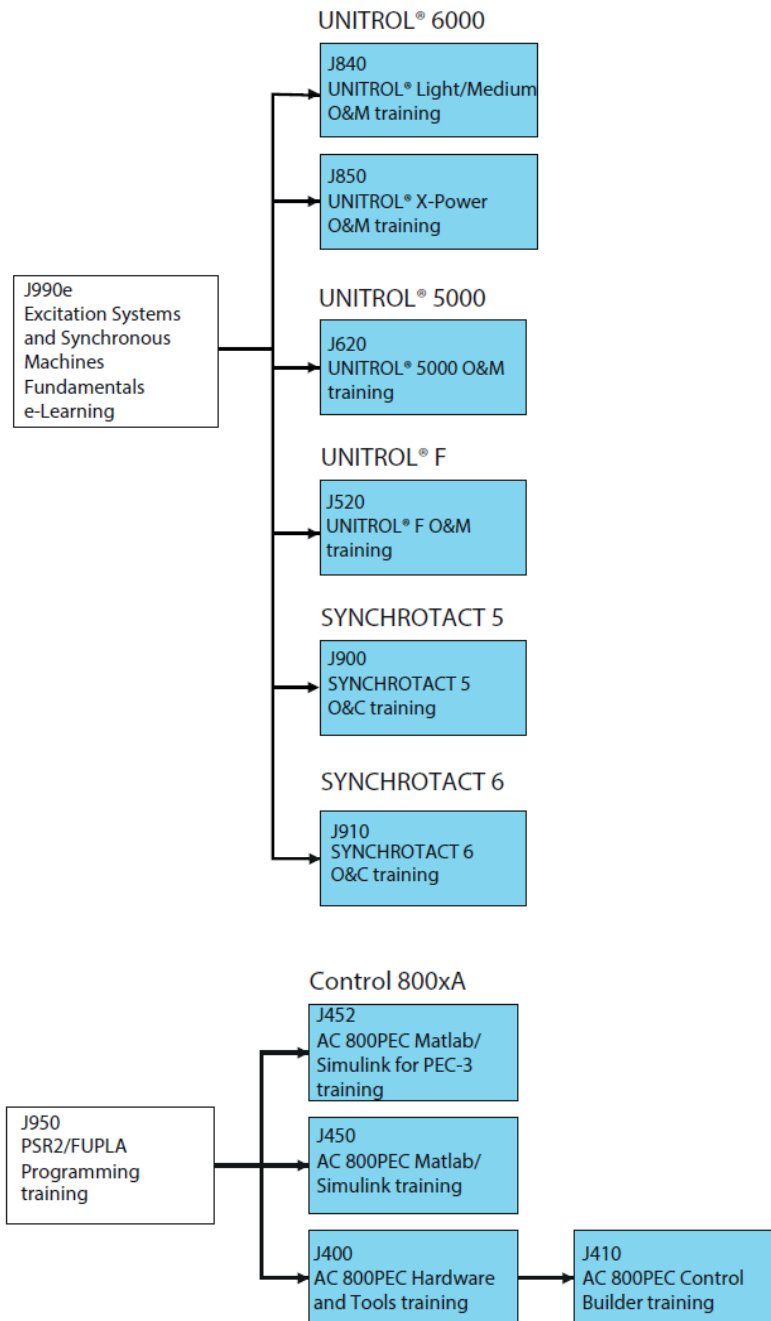 UNITROL® 6000
J840
UNITROL® Light/Medium
O&M training
J850
UNITROL® X-Power
O&M training
J990e
Excitation Systems
and Synchronous
Machines
Fundamentals
e-Learning
UNITROL® 5000
J620
UNITROL® 5000 O&M
training
UNITROL® F
J520
UNITROL® F O&M
training
SYNCHROTACT 5
J900
SYNCHROTACT 5
O&C training
SYNCHROTACT 6
J910
SYNCHROTACT 6
O&C training
Control 800xA
J452
AC 800PEC Matlab/
Simulink for PEC-3
training
J950
PSR2/FUPLA
Programming
training
J450
AC 800PEC Matlab/
Simulink training
J400
AC 800PEC Hardware
and Tools training
J410
AC 800PEC Control
Builder training